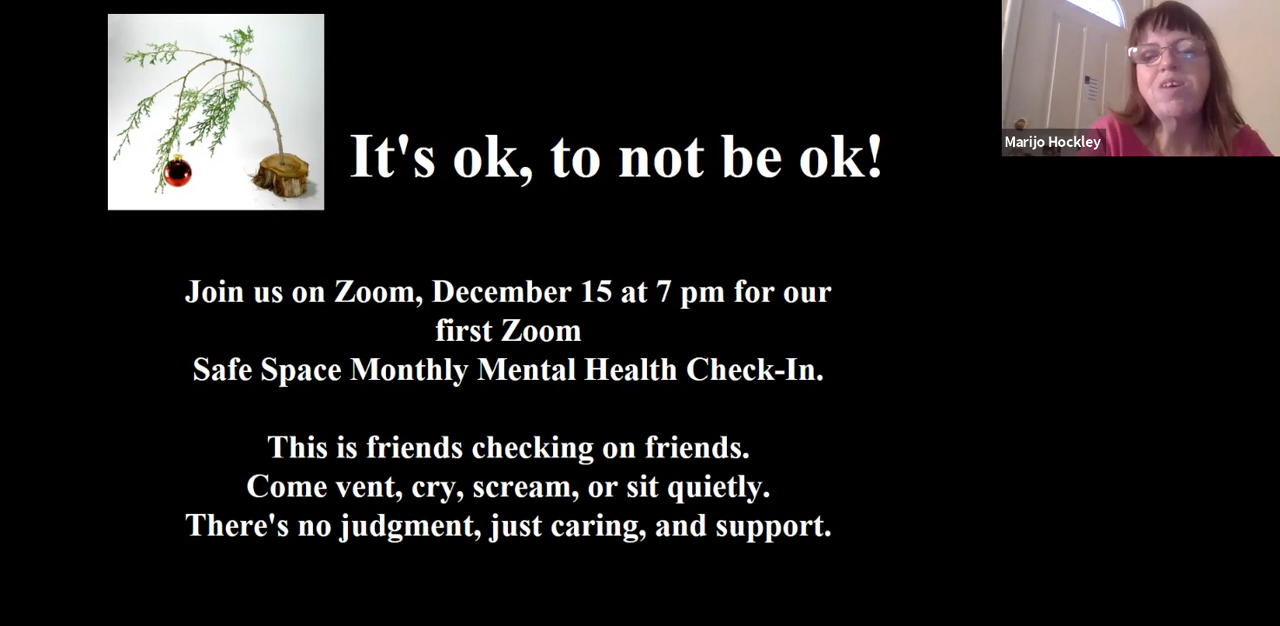 It's ok, to not be ok!
Marijo Hockley
Join us on Zoom, December 15 at 7 pm for our
first Zoom
Safe Space Monthly Mental Health Check-In.
This is friends checking on friends.
Come vent, cry, scream, or sit quietly.
There's no judgment, just caring, and support.